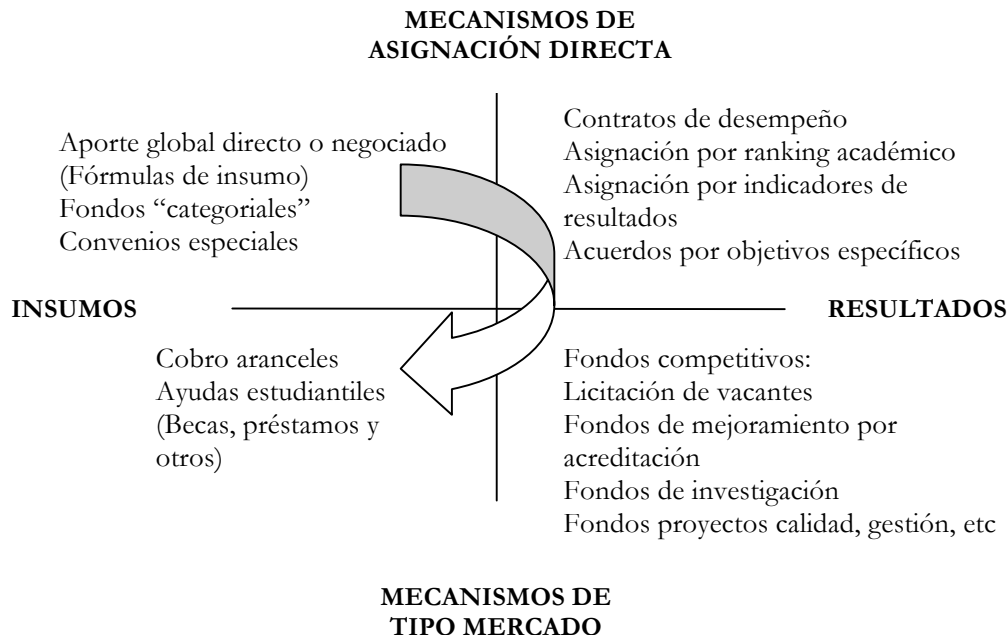 MECANISMOS DE
ASIGNACIÓN DIRECTA
Aporte global directo o negociado
(Fórmulas de insumo)
Fondos “categoriales”
Convenios especiales
Contratos de desempeño
Asignación por ranking académico
Asignación por indicadores de
resultados
Acuerdos por objetivos específicos
INSUMOS
RESULTADOS
Cobro aranceles
Ayudas estudiantiles
(Becas, préstamos y
otros)
Fondos competitivos:
Licitación de vacantes
Fondos de mejoramiento por
acreditación
Fondos de investigación
Fondos proyectos calidad, gestión, etc
MECANISMOS DE
TIPO MERCADO